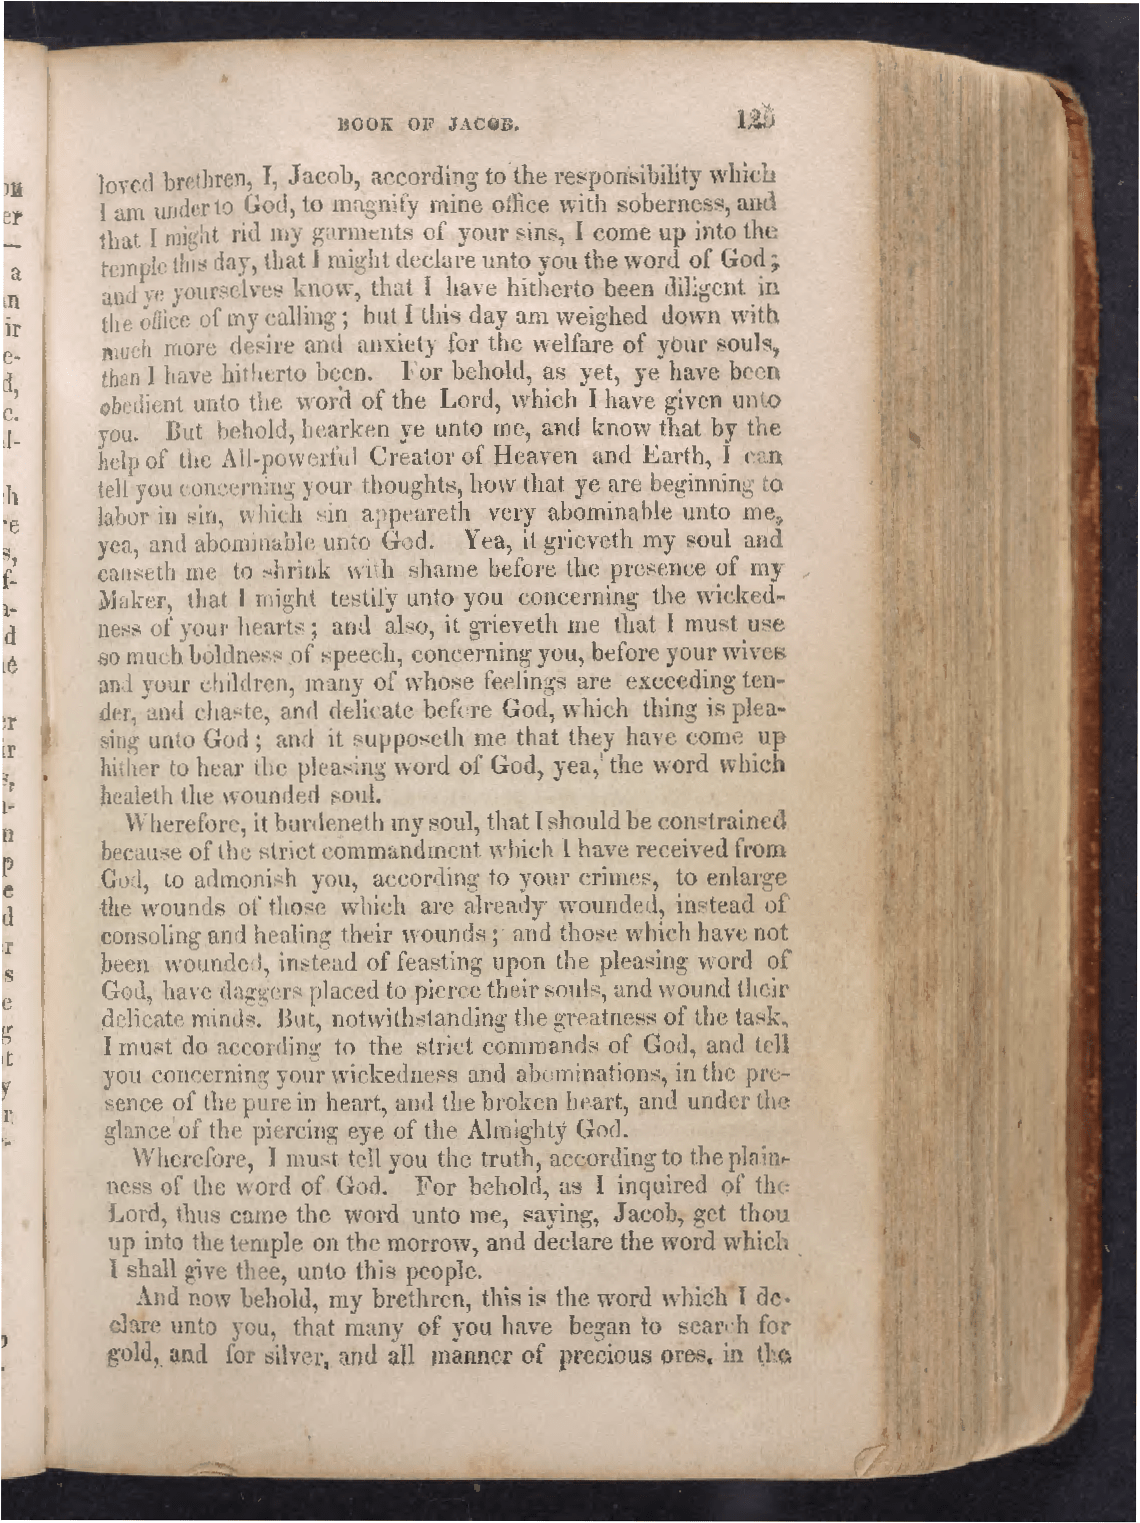 BOOK OF JACOB. 125
loved brethren, I, Jacob, according to the responsibility which
I am under to God, to magnify mine office with soberness, and
that I might rid my garments of your sins, I come up into the
temple this day, that I might declare unto you the word of God;
and ye yourselves know, that I have hitherto been diligent in
the office of my calling; but I this day am weighed down with
much more desire and anxiety for the welfare of your souls,
than I have hitherto been. For behold, as yet, ye have been
obedient unto the word of the Lord, which I have given unto
you. But behold, hearken ye unto me, and know that by the
help of the All-powerful Creator of Heaven and Earth, I can
tell you concerning your thoughts, how that ye are beginning to
labor in sin, which sin appeareth very abominable unto me,
yea, and abominable unto God. Yea, it grieveth my soul and
causeth me to shrink with shame before the presence of my
Maker, that I might testify unto you concerning the wicked-
ness of your hearts; and also, it grieveth me that I must use
so much boldness of speech, concerning you, before your wives
and your children, many of whose feelings are exceeding ten-
der, and chaste, and delicate before God, which thing is plea-
sing unto God; and it supposeth me that they have come up
hither to hear the pleasing word of God, yea, the word which
healeth the wounded soul.
Wherefore, it burdeneth my soul, that I should be constrained
because of the strict commandment which I have received from
God, to admonish you, according to your crimes, to enlarge
the wounds of those which are already wounded, instead of
consoling and healing their wounds; and those which have not
been wounded, instead of feasting upon the pleasing word of
God, have daggers placed to pierce their souls, and wound their
delicate minds. But, notwithstanding the greatness of the task,
I must do according to the strict commands of God, and tell
you concerning your wickedness and abominations, in the pre-
sence of the pure in heart, and the broken heart, and under the
glance of the piercing eye of the Almighty God.
Wherefore, I must tell you the truth, according to the plain-
ness of the word of God. For behold, as I inquired of the
Lord, thus came the word unto me, saying, Jacob, get thou
up into the temple on the morrow, and declare the word which
I shall give thee, unto this people.
And now behold, my brethren, this is the word which I de-
clare unto you, that many of you have began to search for
gold, and for silver, and all manner of precious ores, in the